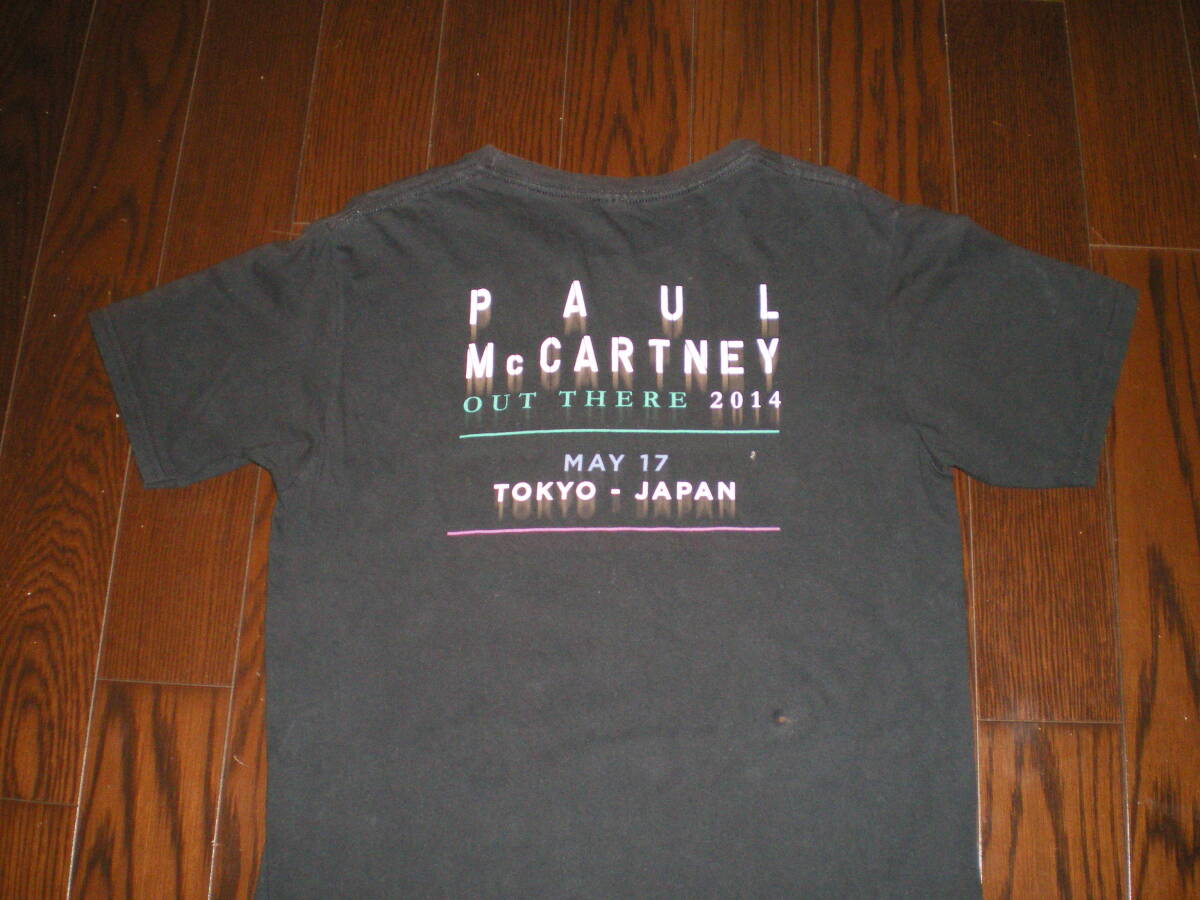 PAUL
McCARTNEY
OUT THERE 2014
MAY 17
TOKYO - JAPAN